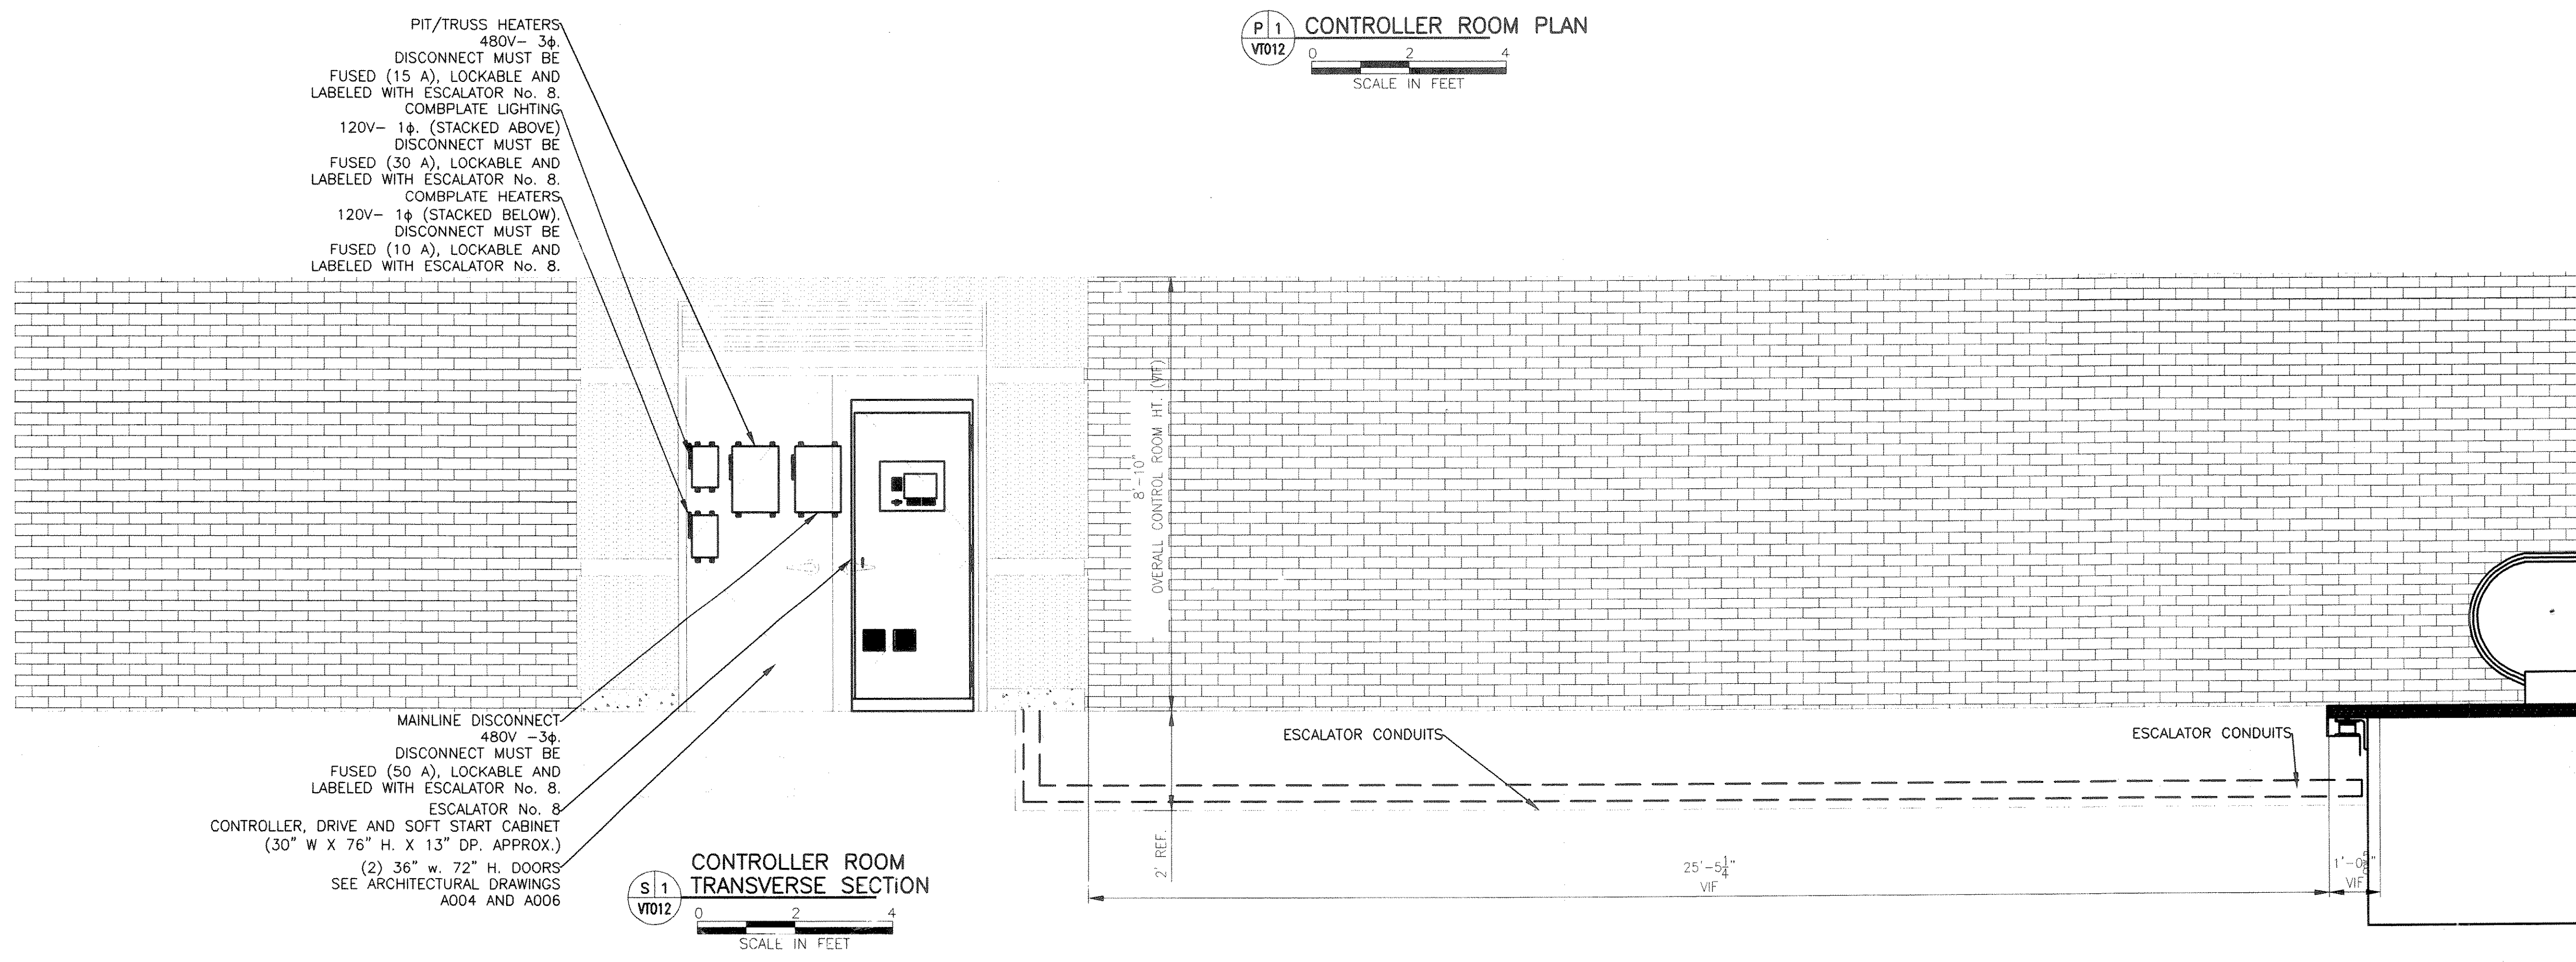 PIT/TRUSS HEATERS
480V- 3ϕ.
DISCONNECT MUST BE
FUSED (15 A), LOCKABLE AND
LABELED WITH ESCALATOR No. 8.
COMBPLATE LIGHTING
120V- 1ϕ. (STACKED ABOVE)
DISCONNECT MUST BE
FUSED (30 A), LOCKABLE AND
LABELED WITH ESCALATOR No. 8.
COMBPLATE HEATERS
120V- 1ϕ (STACKED BELOW).
DISCONNECT MUST BE
FUSED (10 A), LOCKABLE AND
LABELED WITH ESCALATOR No. 8.
P 1
VT012
CONTROLLER ROOM PLAN
0 2 4
SCALE IN FEET
8'-10"
OVERALL CONTROL ROOM HT. (VIF)
MAINLINE DISCONNECT
480V -3ϕ.
DISCONNECT MUST BE
FUSED (50 A), LOCKABLE AND
LABELED WITH ESCALATOR No. 8.
ESCALATOR No. 8
CONTROLLER, DRIVE AND SOFT START CABINET
(30" W X 76" H. X 13" DP. APPROX.)
(2) 36" w. 72" H. DOORS
SEE ARCHITECTURAL DRAWINGS
A004 AND A006
S 1
VT012
CONTROLLER ROOM
TRANSVERSE SECTiON
0 2 4
SCALE IN FEET
ESCALATOR CONDUITS
ESCALATOR CONDUITS
2' REF.
25'-5¼"
VIF
1'-0⅝"
VIF